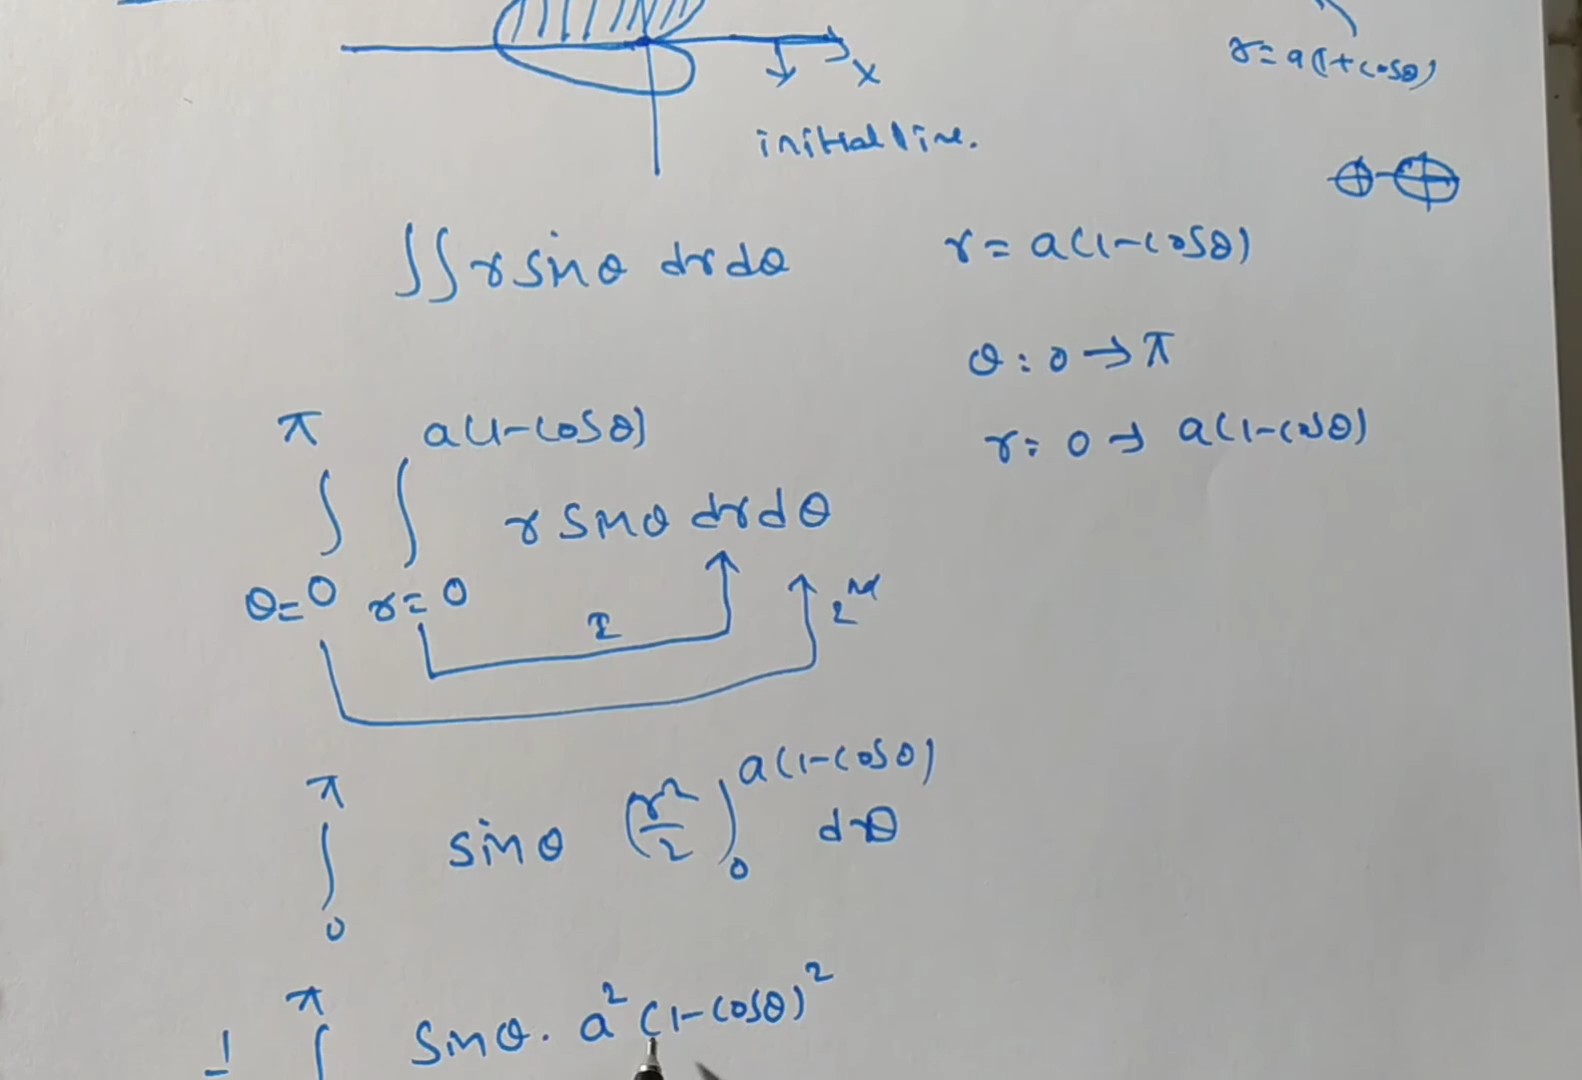 r = a(1+cosθ)
x
initial line.
∫∫ r sinθ dr dθ
r = a(1-cosθ)
θ : 0 → π
r : 0 → a(1-cosθ)
π a(1-cosθ)
∫ ∫ r sinθ dr dθ
θ=0 r=0
I 2nd
π
∫ sinθ (r²/2) a(1-cosθ) dθ
0 0
π
1 ∫ sinθ. a²(1-cosθ)²